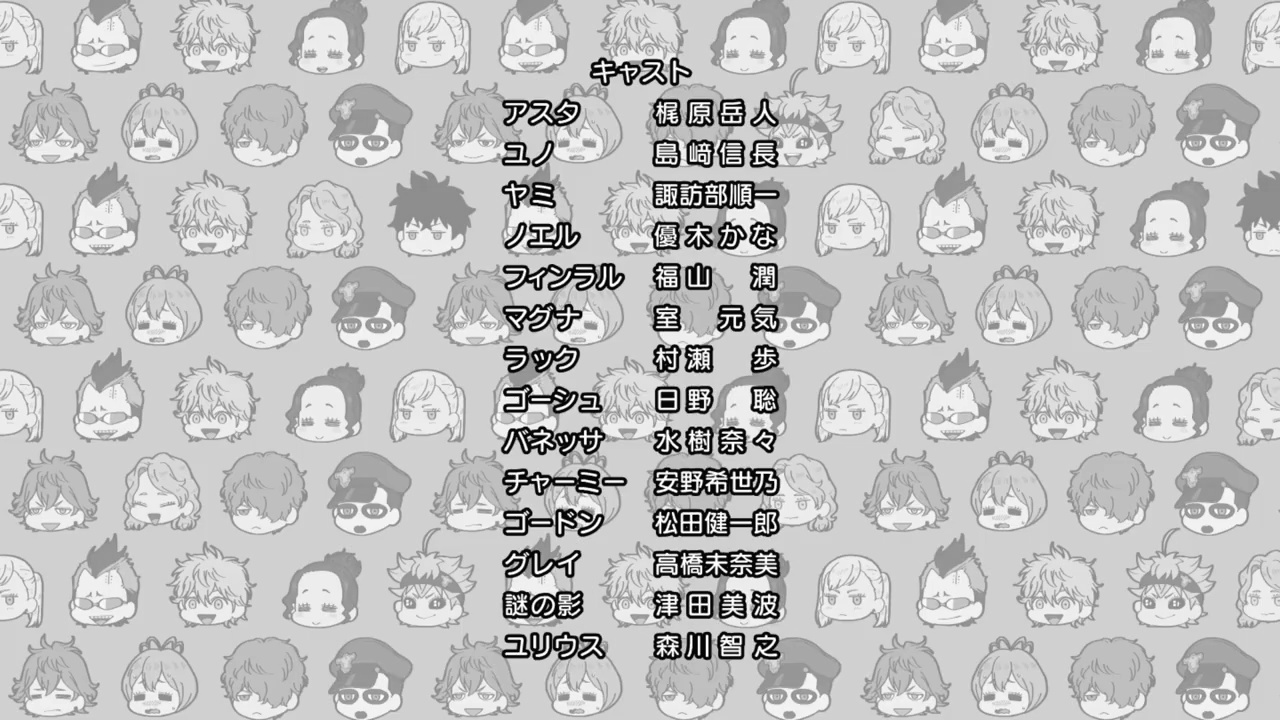 キャスト
アスタ 梶原岳人
ユノ 島﨑信長
ヤミ 諏訪部順一
ノエル 優木かな
フィンラル 福山 潤
マグナ 室 元気
ラック 村瀬 歩
ゴーシュ 日野 聡
バネッサ 水樹奈々
チャーミー 安野希世乃
ゴードン 松田健一郎
グレイ 高橋未奈美
謎の影 津田美波
ユリウス 森川智之